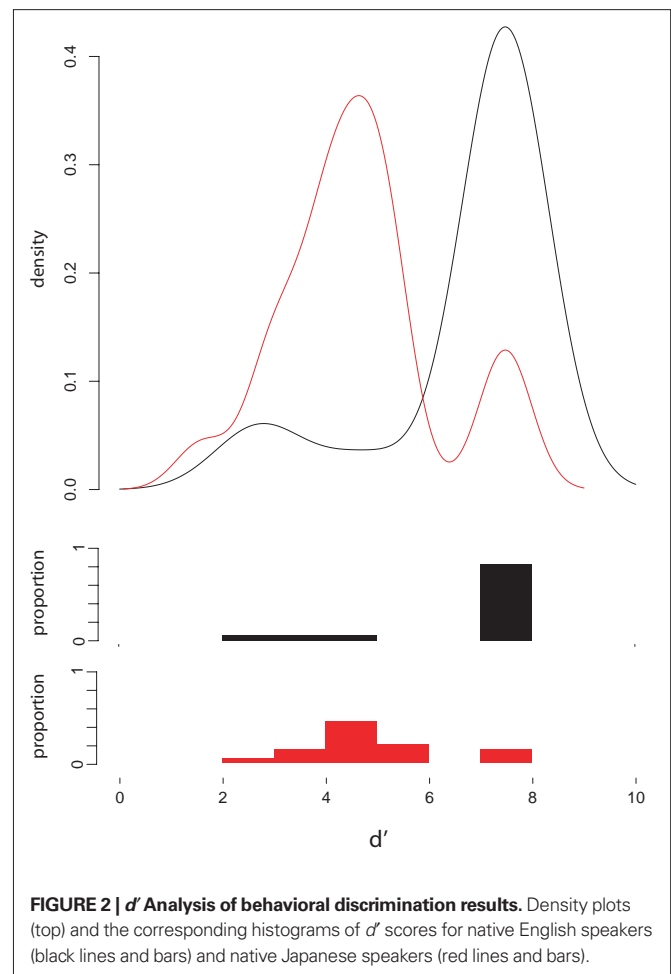 0.4
0.3
density
0.2
0.1
0.0
proportion
1
0
proportion
1
0
0 2 4 6 8 10
d′
FIGURE 2 | d′ Analysis of behavioral discrimination results. Density plots
(top) and the corresponding histograms of d′ scores for native English speakers
(black lines and bars) and native Japanese speakers (red lines and bars).